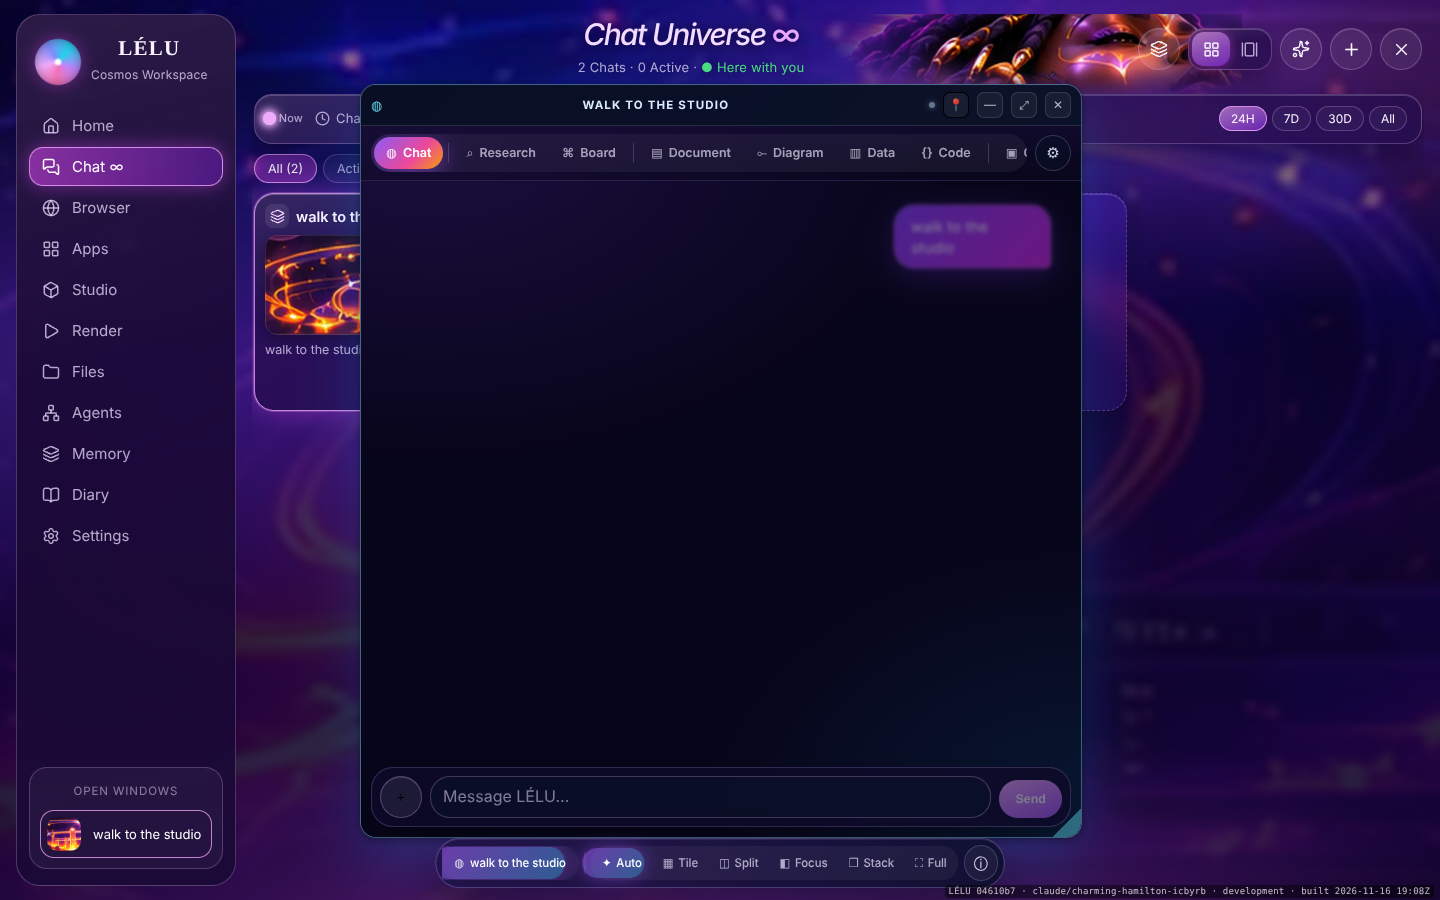 LÉLU
Cosmos Workspace
Home
Chat ∞
Browser
Apps
Studio
Render
Files
Agents
Memory
Diary
Settings
OPEN WINDOWS
walk to the studio
Chat Universe ∞
2 Chats · 0 Active · Here with you
Now
24H 7D 30D All
All (2)
walk to the studio
WALK TO THE STUDIO
Chat Research Board Document Diagram Data {} Code
walk to the
studio
Message LÉLU...
Send
walk to the studio Auto Tile Split Focus Stack Full
LÉLU 04610b7 · claude/charming-hamilton-icbyrb · development · built 2026-11-16 19:08Z